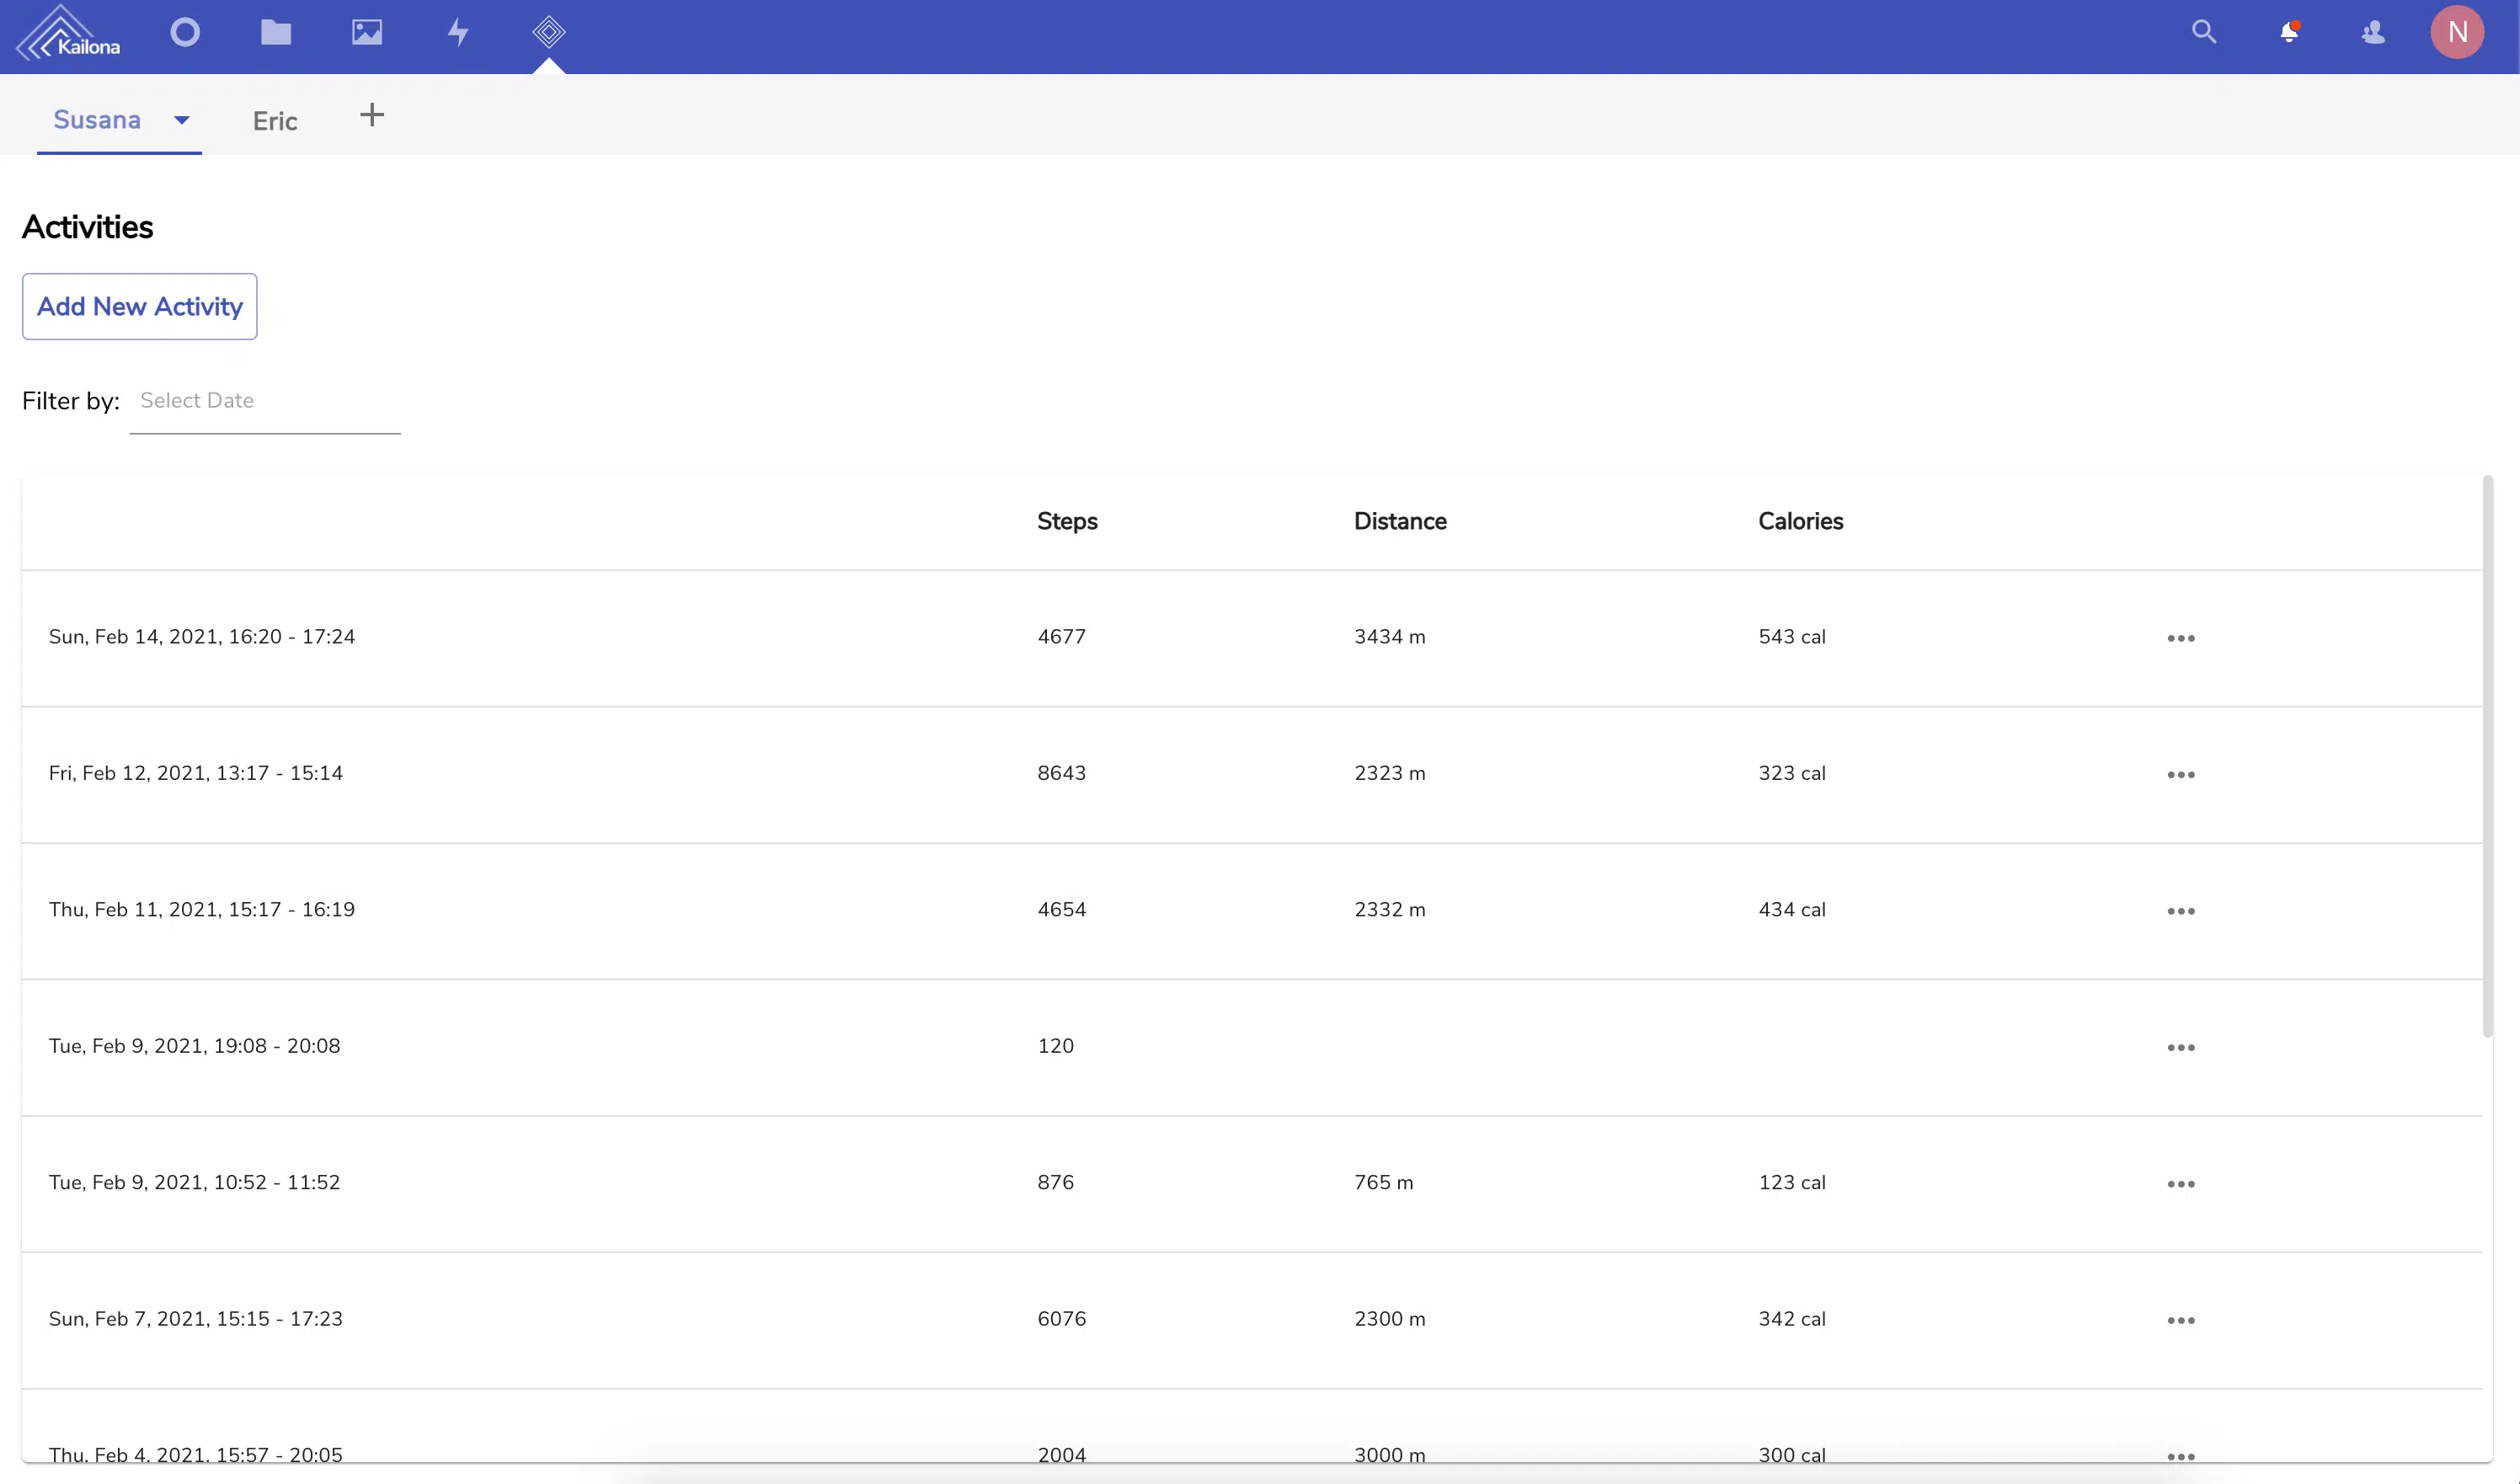 Kailona
N
Susana Eric +
Activities
Add New Activity
Filter by: Select Date
Steps Distance Calories
Sun, Feb 14, 2021, 16:20 - 17:24 4677 3434 m 543 cal
Fri, Feb 12, 2021, 13:17 - 15:14 8643 2323 m 323 cal
Thu, Feb 11, 2021, 15:17 - 16:19 4654 2332 m 434 cal
Tue, Feb 9, 2021, 19:08 - 20:08 120
Tue, Feb 9, 2021, 10:52 - 11:52 876 765 m 123 cal
Sun, Feb 7, 2021, 15:15 - 17:23 6076 2300 m 342 cal
Thu, Feb 4, 2021, 15:57 - 20:05 2004 3000 m 300 cal